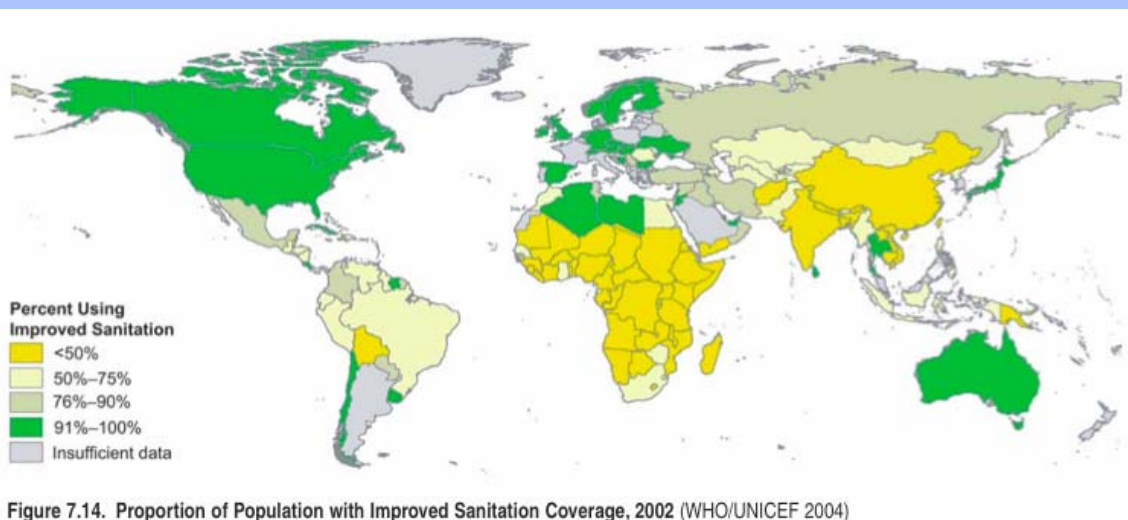 Percent Using
Improved Sanitation
<50%
50%–75%
76%–90%
91%–100%
Insufficient data
Figure 7.14. Proportion of Population with Improved Sanitation Coverage, 2002 (WHO/UNICEF 2004)